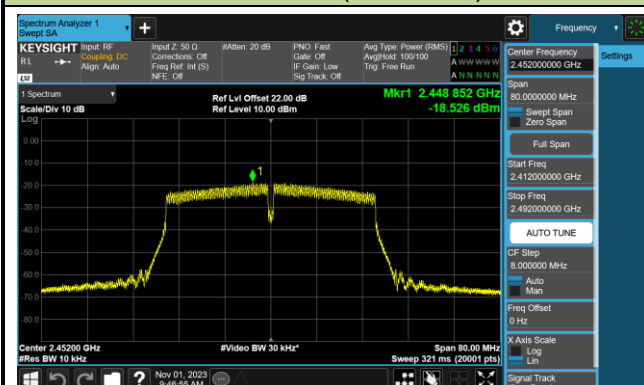 Spectrum Analyzer 1
Swept SA
Frequency
KEYSIGHT
RL
Input: RF
Coupling: DC
Align: Auto
Input Z: 50 Ω
Corrections: Off
Freq Ref: Int (S)
NFE: Off
#Atten: 20 dB
PNO: Fast
Gate: Off
IF Gain: Low
Sig Track: Off
Avg Type: Power (RMS)
Avg|Hold: 100/100
Trig: Free Run
1 2 3 4 5 6
A W W W W W
A N N N N N
LXI
1 Spectrum
Scale/Div 10 dB
Log
Ref Lvl Offset 22.00 dB
Ref Level 10.00 dBm
Mkr1 2.448 852 GHz
-18.526 dBm
0.00
-10.0
-20.0
-30.0
-40.0
-50.0
-60.0
-70.0
-80.0
1
Center 2.45200 GHz
#Res BW 10 kHz
#Video BW 30 kHz*
Span 80.00 MHz
Sweep 321 ms (20001 pts)
Nov 01, 2023
9:46:55 AM
Settings
Center Frequency
2.452000000 GHz
Span
80.0000000 MHz
Swept Span
Zero Span
Full Span
Start Freq
2.412000000 GHz
Stop Freq
2.492000000 GHz
AUTO TUNE
CF Step
8.000000 MHz
Auto
Man
Freq Offset
0 Hz
X Axis Scale
Log
Lin
Signal Track